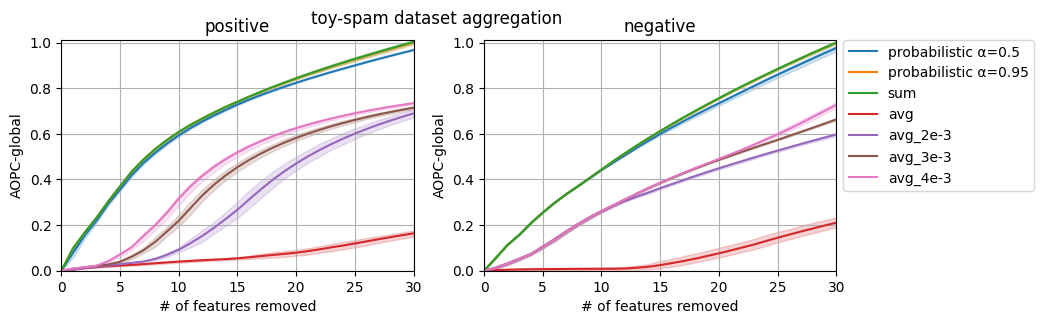 toy-spam dataset aggregation
positive
AOPC-global
1.0
0.8
0.6
0.4
0.2
0.0
0 5 10 15 20 25 30
# of features removed
negative
AOPC-global
1.0
0.8
0.6
0.4
0.2
0.0
0 5 10 15 20 25 30
# of features removed
probabilistic α=0.5
probabilistic α=0.95
sum
avg
avg_2e-3
avg_3e-3
avg_4e-3